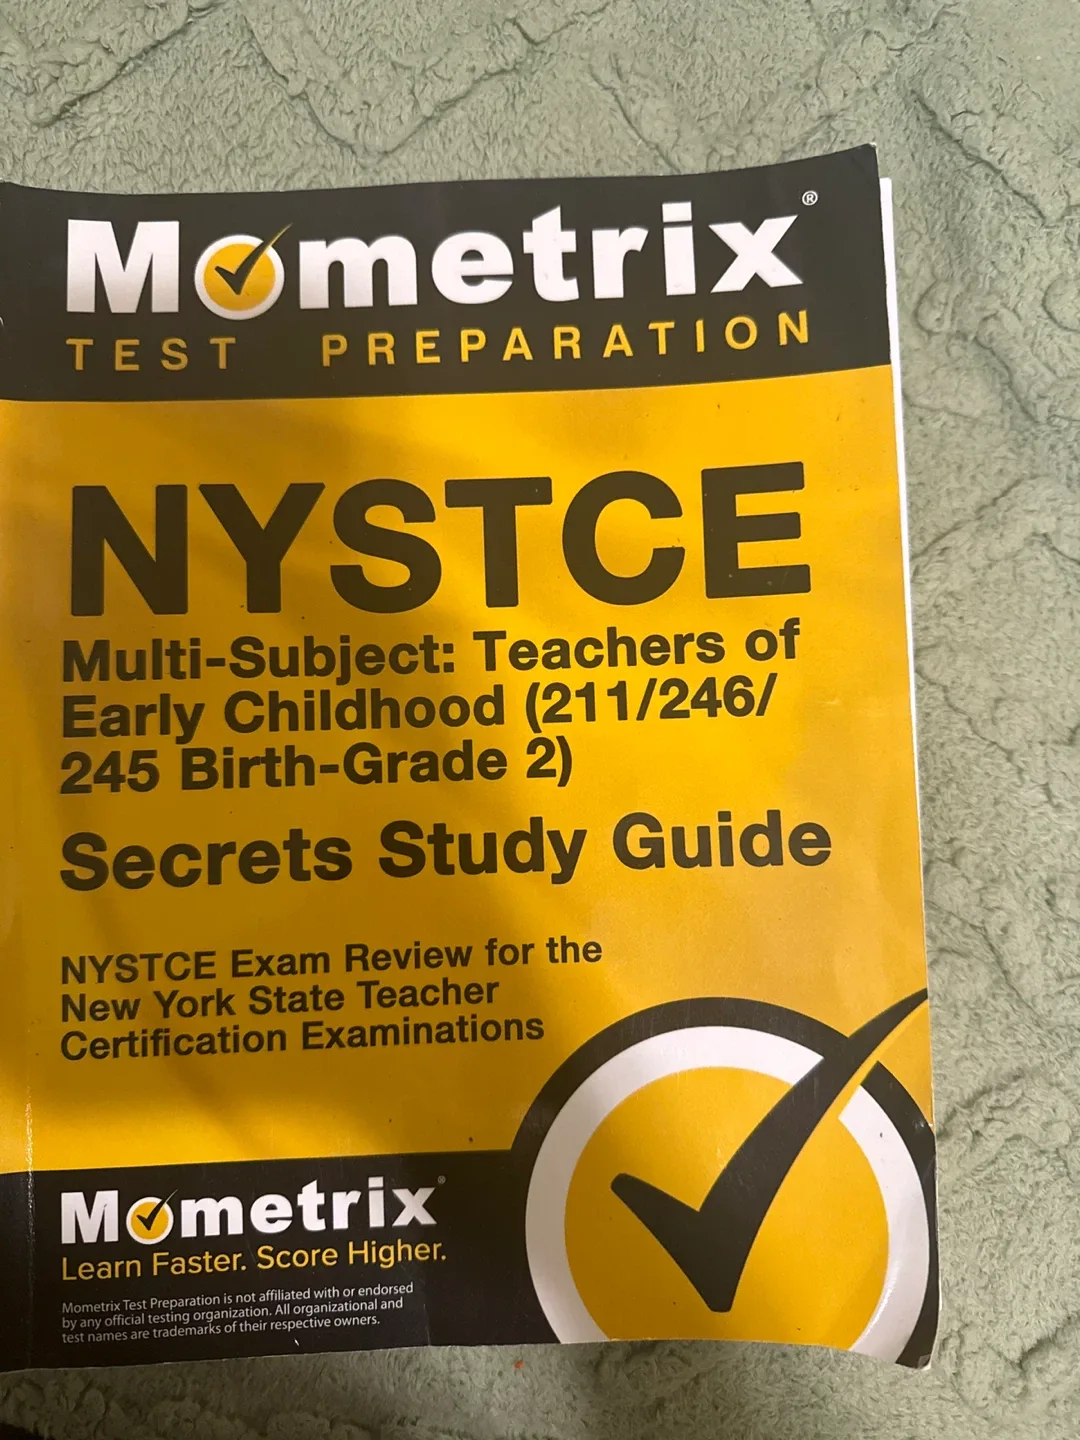 Mometrix®
TEST PREPARATION
NYSTCE
Multi-Subject: Teachers of
Early Childhood (211/246/
245 Birth-Grade 2)
Secrets Study Guide
NYSTCE Exam Review for the
New York State Teacher
Certification Examinations
Mometrix®
Learn Faster. Score Higher.
Mometrix Test Preparation is not affiliated with or endorsed
by any official testing organization. All organizational and
test names are trademarks of their respective owners.